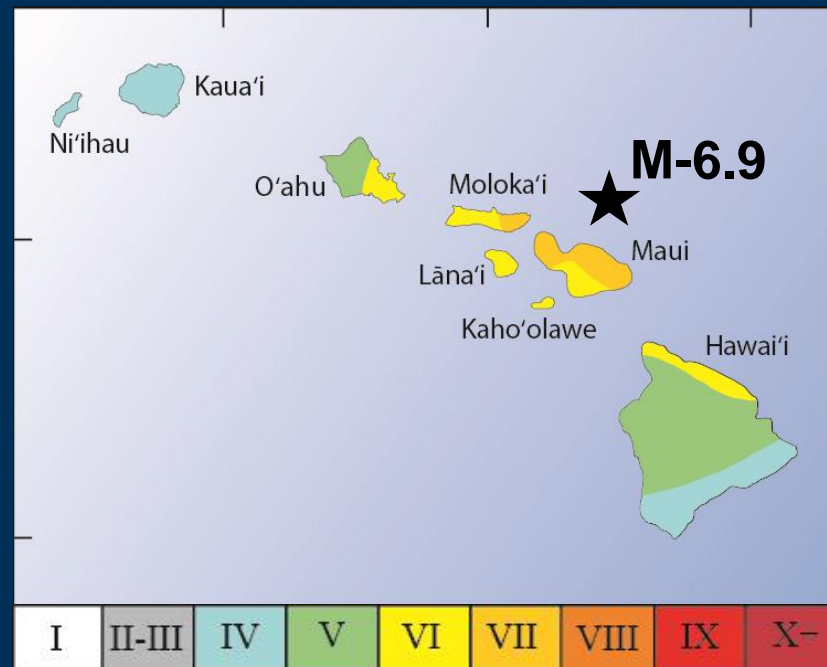 Kaua‘i
Ni‘ihau
O‘ahu
Moloka‘i
M-6.9
Lāna‘i
Maui
Kaho‘olawe
Hawai‘i
I II-III IV V VI VII VIII IX X–